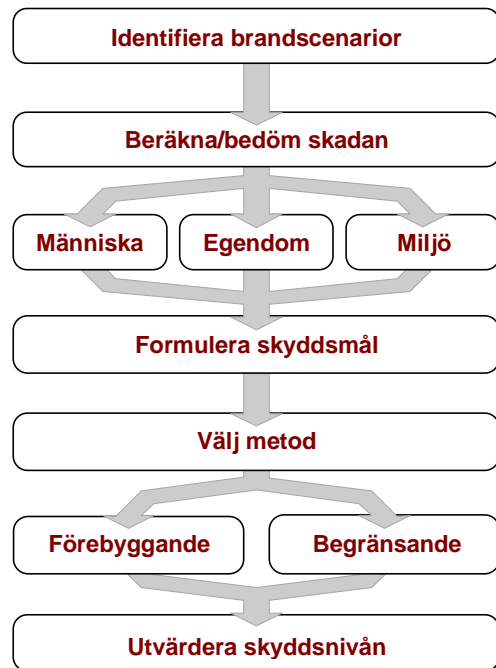 Identifiera brandscenarior
Beräkna/bedöm skadan
Människa
Egendom
Miljö
Formulera skyddsmål
Välj metod
Förebyggande
Begränsande
Utvärdera skyddsnivån